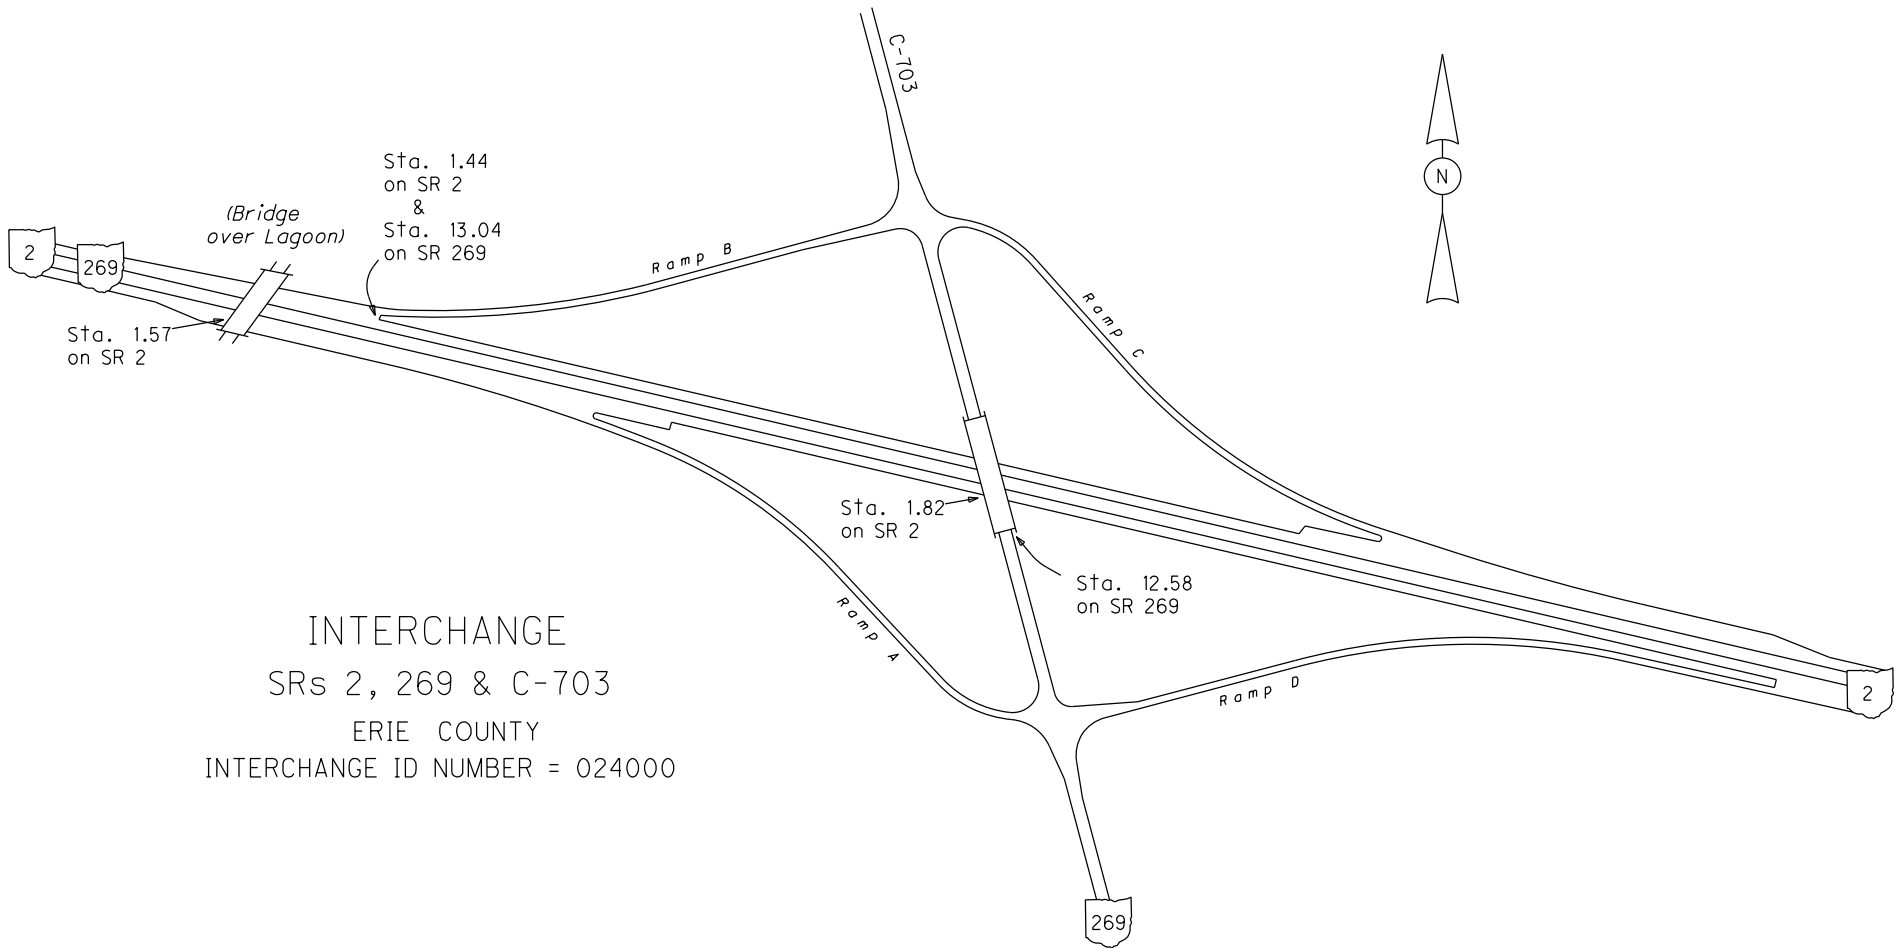 C-703
Sta. 1.44
on SR 2
&
Sta. 13.04
on SR 269
N
(Bridge
over Lagoon)
2
269
Ramp B
Ramp C
Sta. 1.57
on SR 2
Sta. 1.82
on SR 2
Sta. 12.58
on SR 269
Ramp A
Ramp D
2
INTERCHANGE
SRs 2, 269 & C-703
ERIE COUNTY
INTERCHANGE ID NUMBER = 024000
269